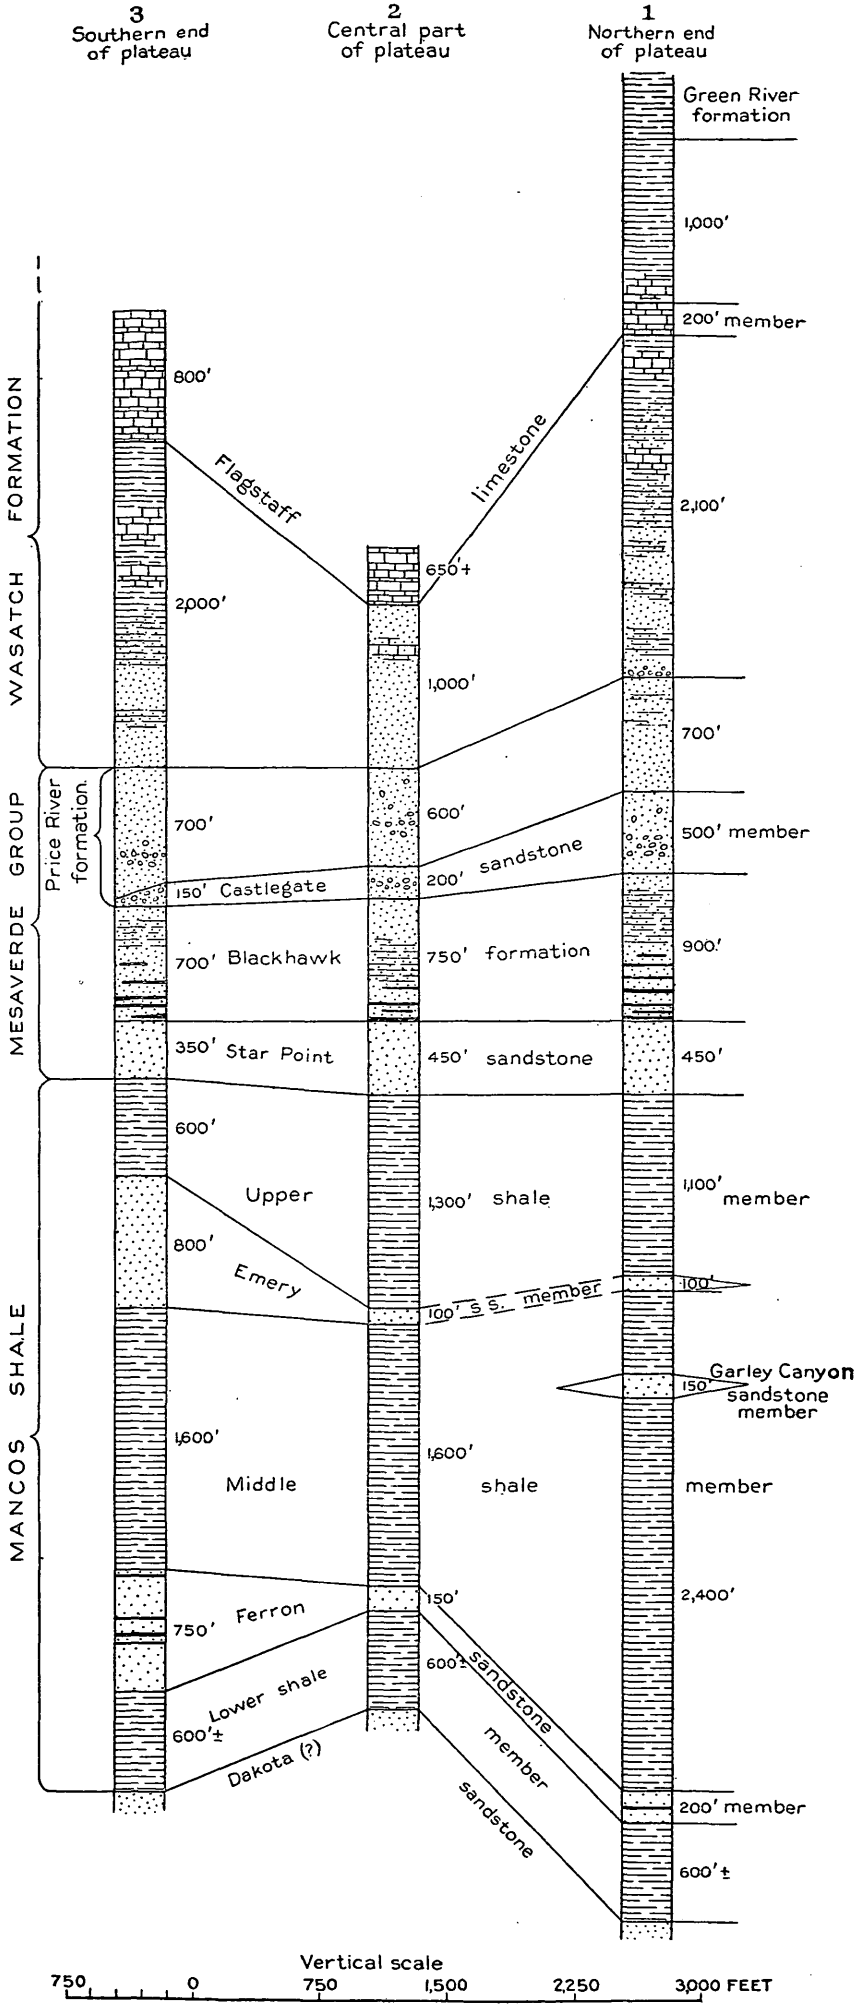 3
Southern end
of plateau
2
Central part
of plateau
1
Northern end
of plateau
Green River
formation
1,000'
200' member
800'
Flagstaff
limestone
2,100'
650'±
2,000'
1,000'
700'
WASATCH FORMATION
Price River
formation.
700'
600'
500' member
150' Castlegate
200' sandstone
700' Blackhawk
750' formation
900'
350' Star Point
450' sandstone
450'
MESAVERDE GROUP
600'
Upper
1,300' shale
1,100' member
800'
Emery
100' s.s. member
100'
Garley Canyon
150' sandstone
member
1,600'
1,600'
Middle
shale
member
2,400'
750' Ferron
150'
sandstone
member
200' member
Lower shale
600'±
600'±
600'±
Dakota (?)
sandstone
MANCOS SHALE
Vertical scale
750 0 750 1,500 2,250 3,000 FEET